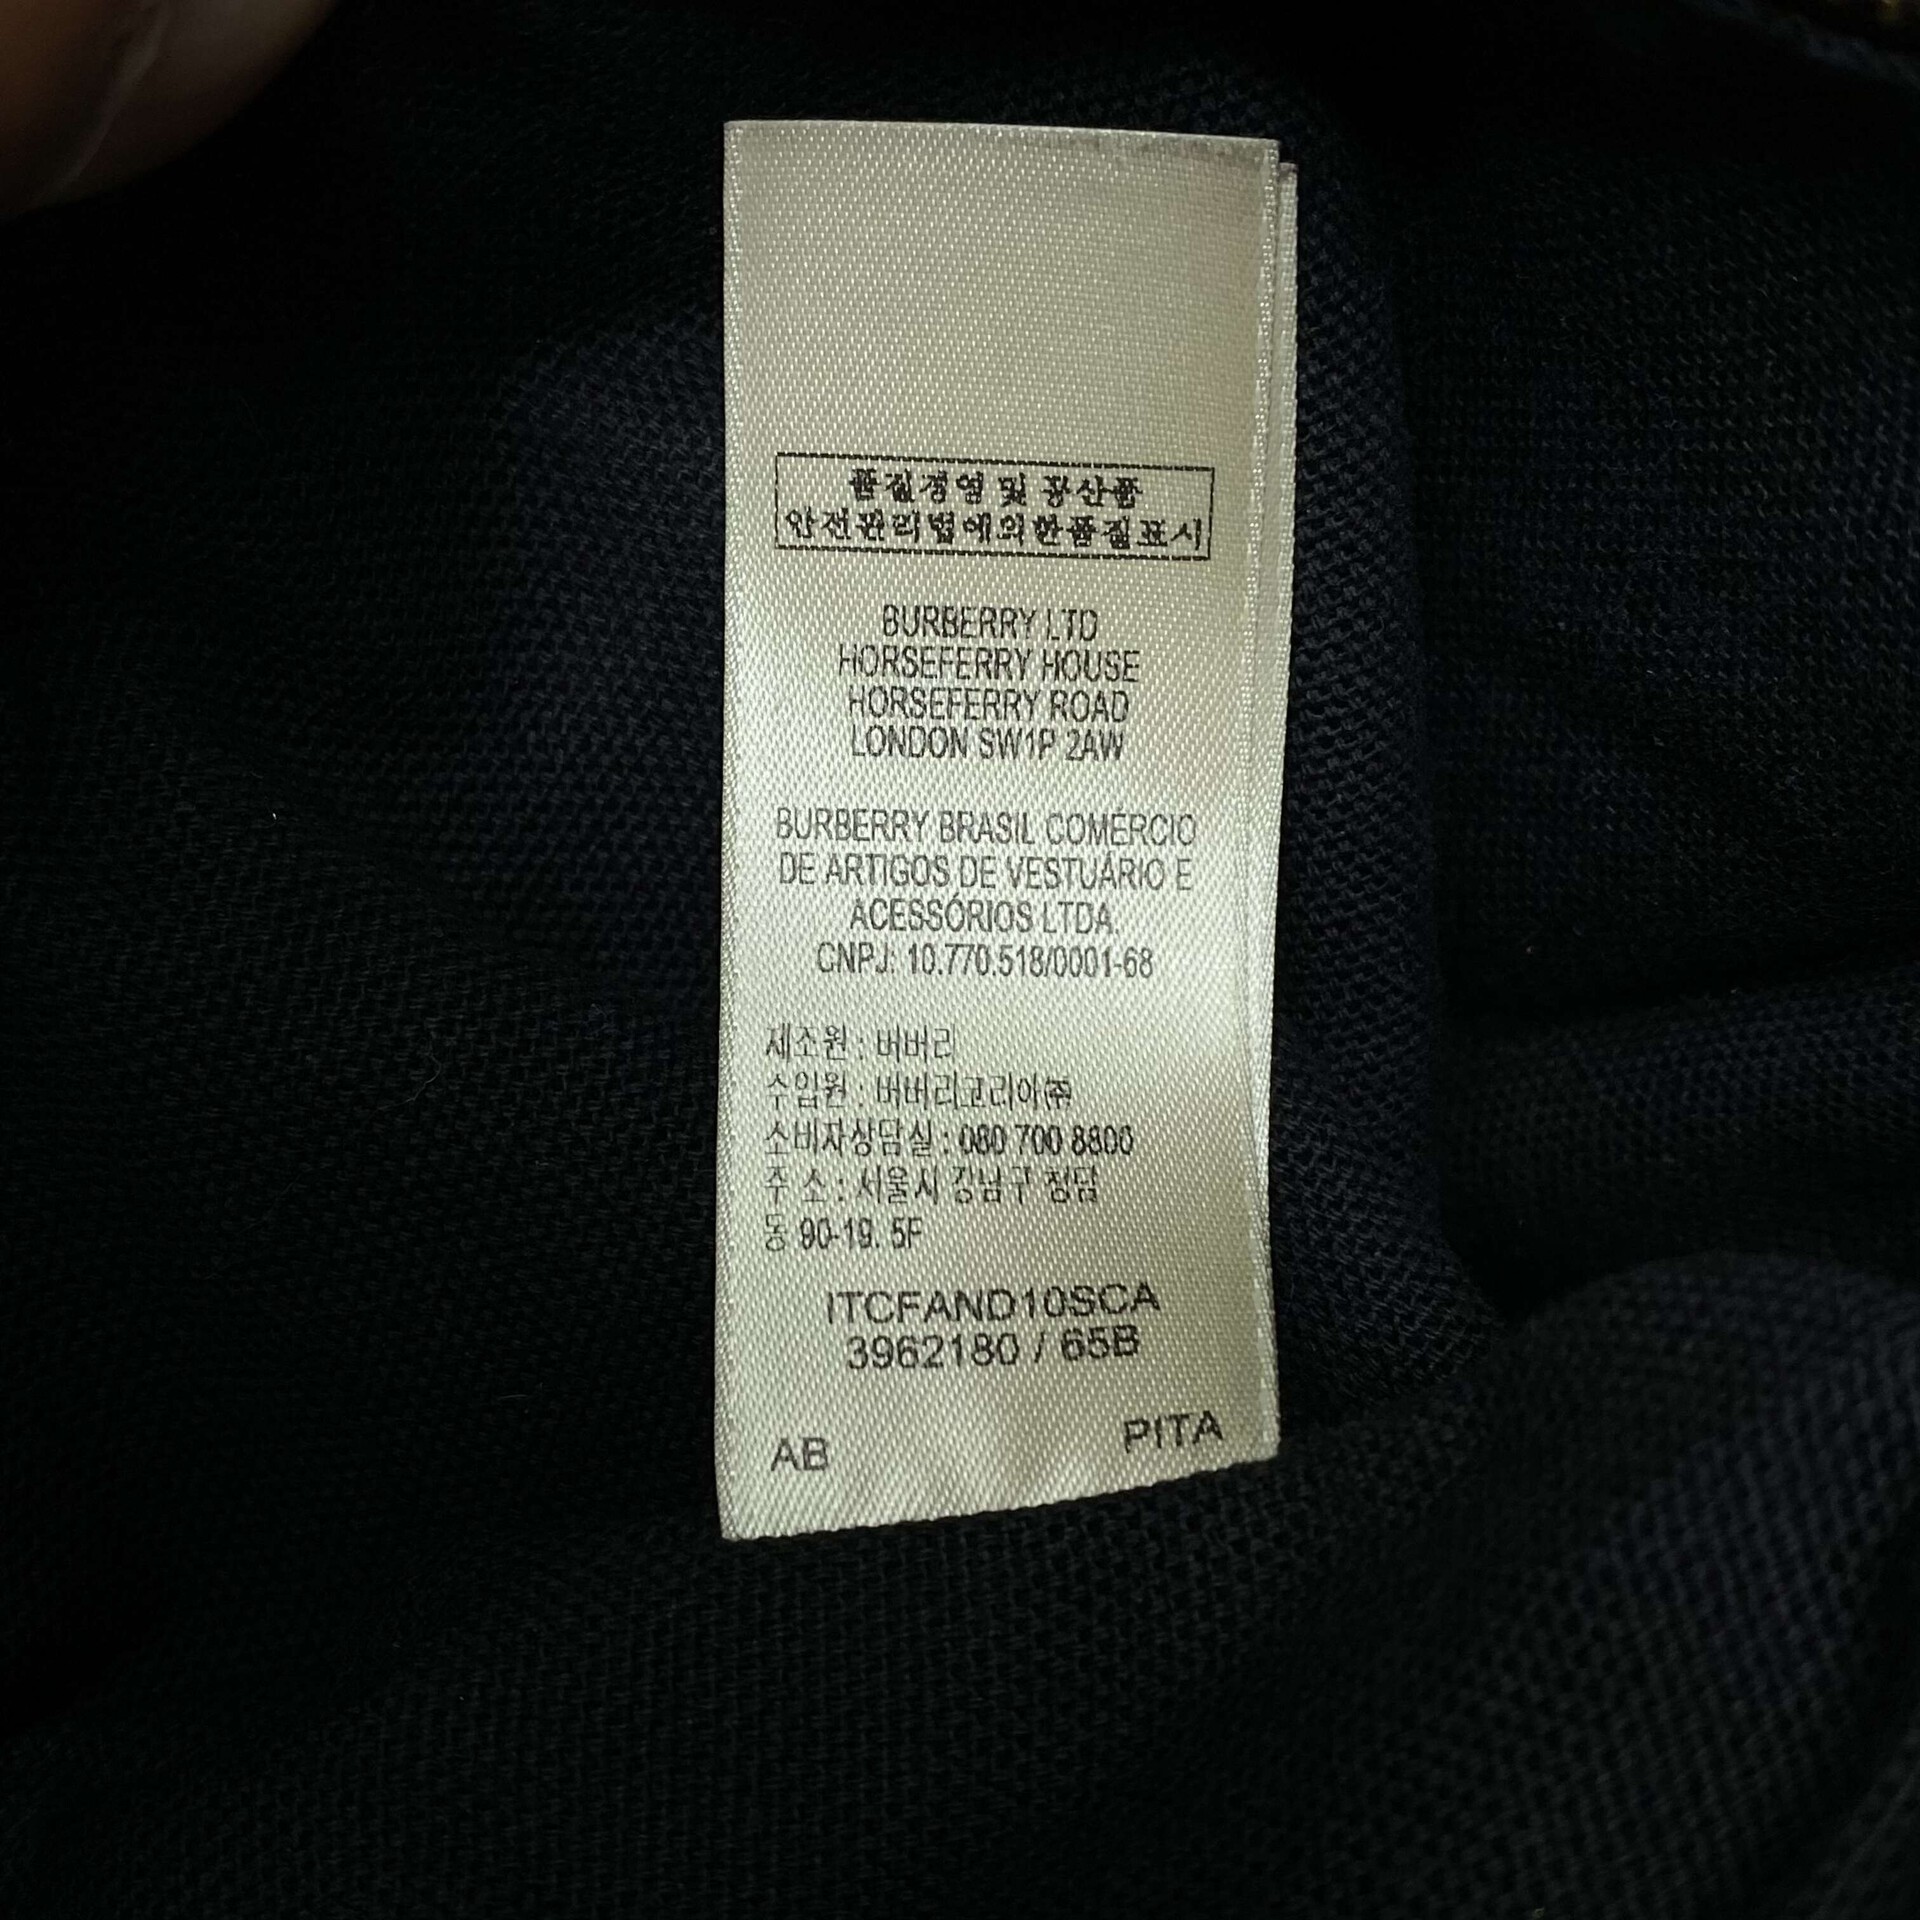 품질경영 및 공산품
안전관리법에의한품질표시
BURBERRY LTD
HORSEFERRY HOUSE
HORSEFERRY ROAD
LONDON SW1P 2AW
BURBERRY BRASIL COMÉRCIO
DE ARTIGOS DE VESTUÁRIO E
ACESSÓRIOS LTDA.
CNPJ: 10.770.518/0001-68
제조원 : 버버리
수입원 : 버버리코리아㈜
소비자상담실 : 080 700 8800
주 소 : 서울시 강남구 청담
동 90-19. 5F
ITCFAND10SCA
3962180 / 65B
AB PITA